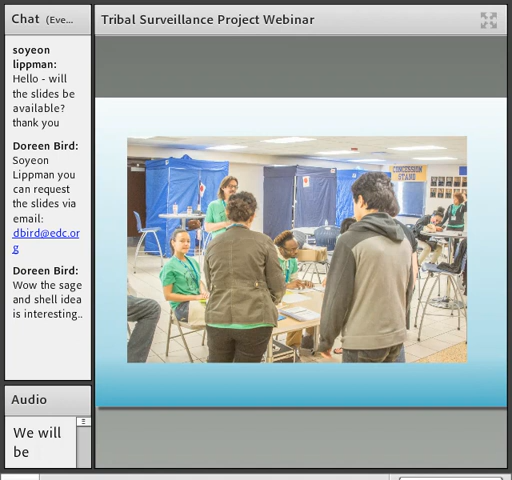 Chat (Eve...
Tribal Surveillance Project Webinar
soyeon
lippman:
Hello - will
the slides be
available?
thank you
Doreen Bird:
Soyeon
Lippman you
can request
the slides via
email:
dbird@edc.or
g
Doreen Bird:
Wow the sage
and shell idea
is interesting..
CONCESSION
STAND
Audio
We will
be